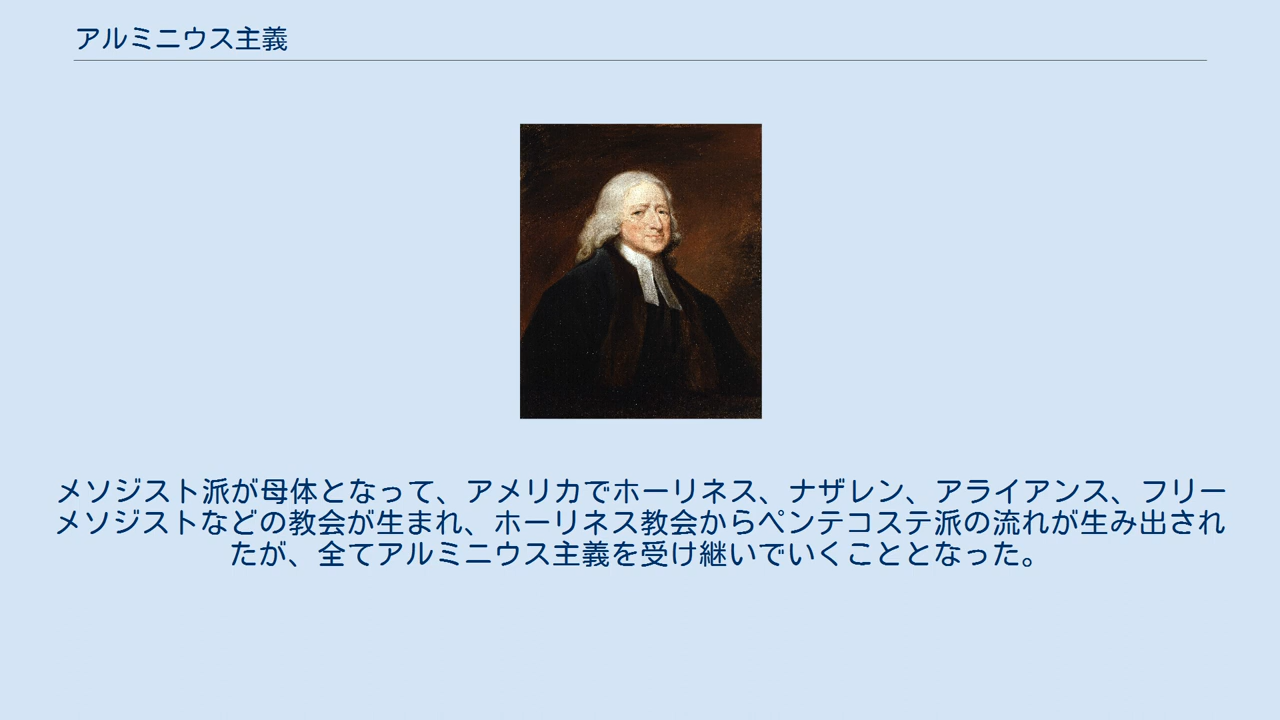 アルミニウス主義
メソジスト派が母体となって、アメリカでホーリネス、ナザレン、アライアンス、フリー
メソジストなどの教会が生まれ、ホーリネス教会からペンテコステ派の流れが生み出され
たが、全てアルミニウス主義を受け継いでいくこととなった。